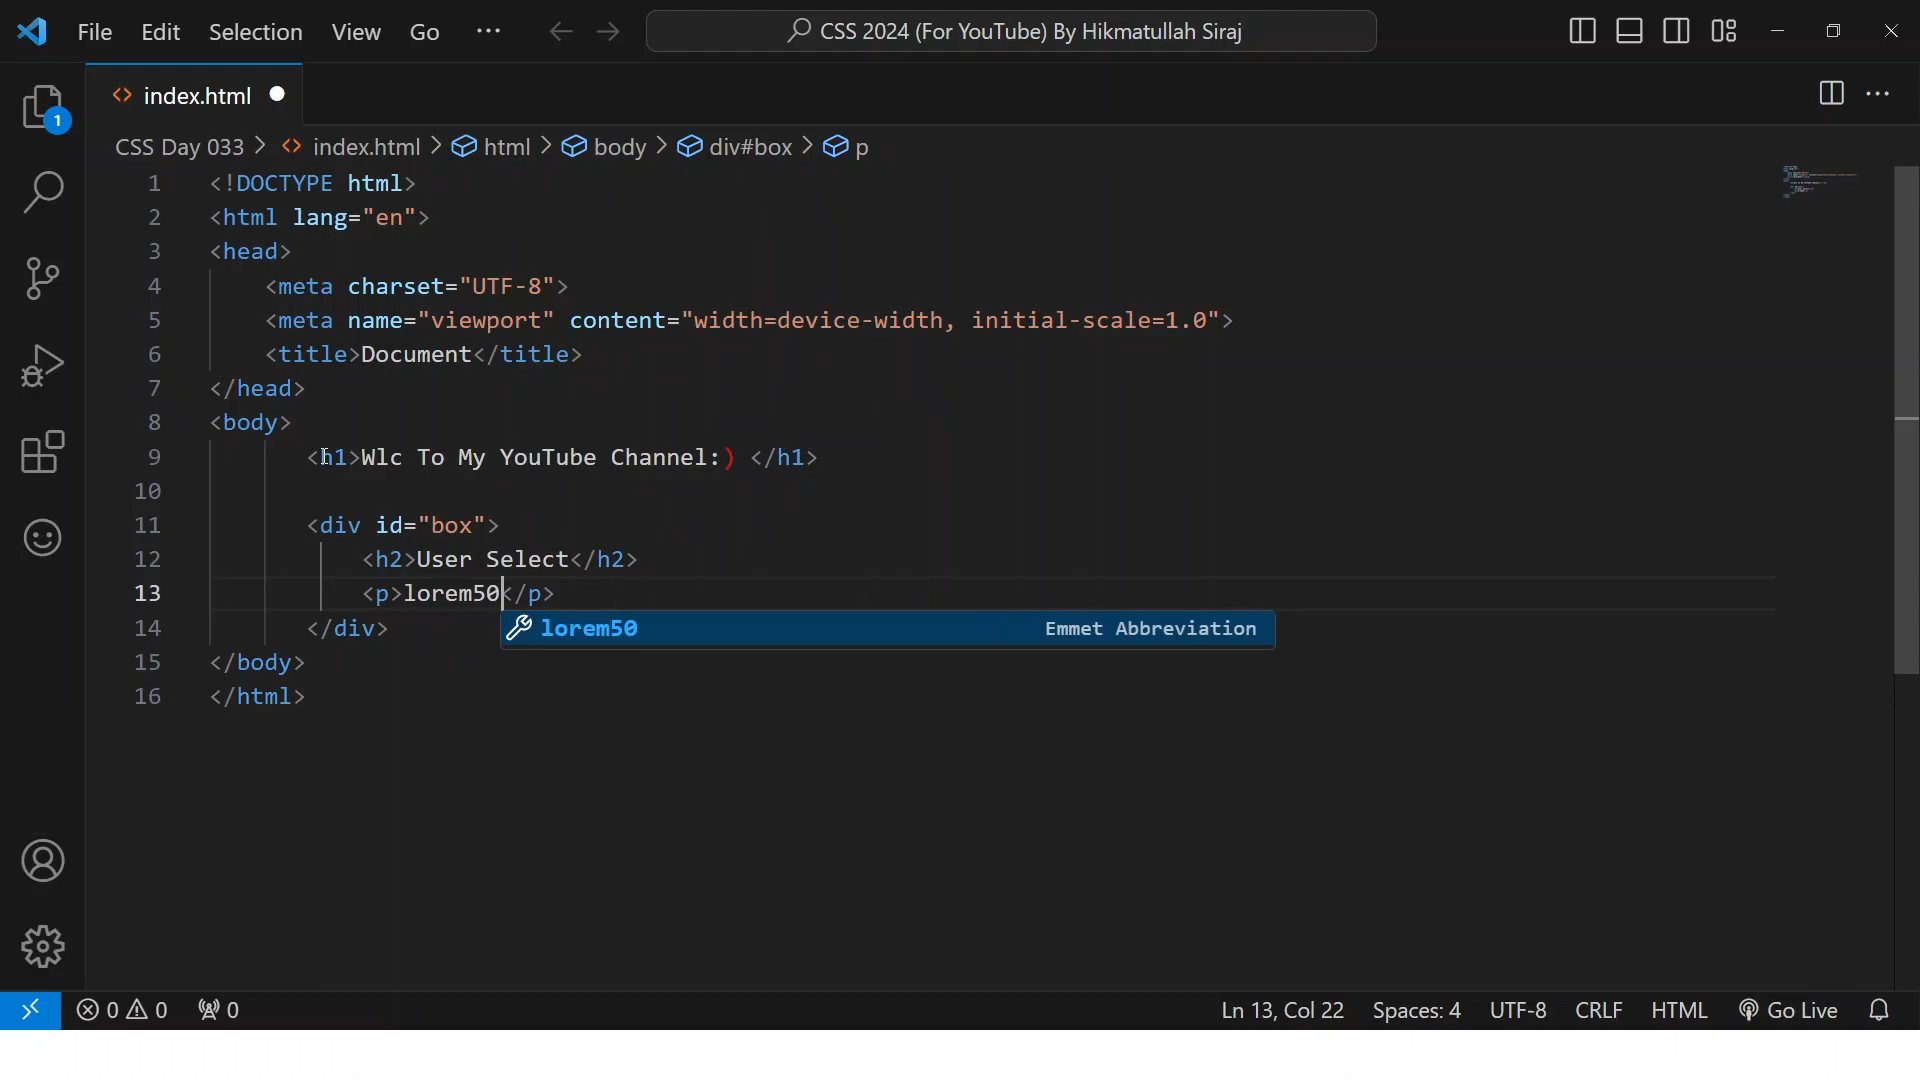 File Edit Selection View Go ··· CSS 2024 (For YouTube) By Hikmatullah Siraj
1
index.html
CSS Day 033 > index.html > html > body > div#box > p
1 <!DOCTYPE html>
2 <html lang="en">
3 <head>
4 <meta charset="UTF-8">
5 <meta name="viewport" content="width=device-width, initial-scale=1.0">
6 <title>Document</title>
7 </head>
8 <body>
9 <h1>Wlc To My YouTube Channel:) </h1>
10
11 <div id="box">
12 <h2>User Select</h2>
13 <p>lorem50</p>
14 </div>
lorem50 Emmet Abbreviation
15 </body>
16 </html>
0 0 0 Ln 13, Col 22 Spaces: 4 UTF-8 CRLF HTML Go Live